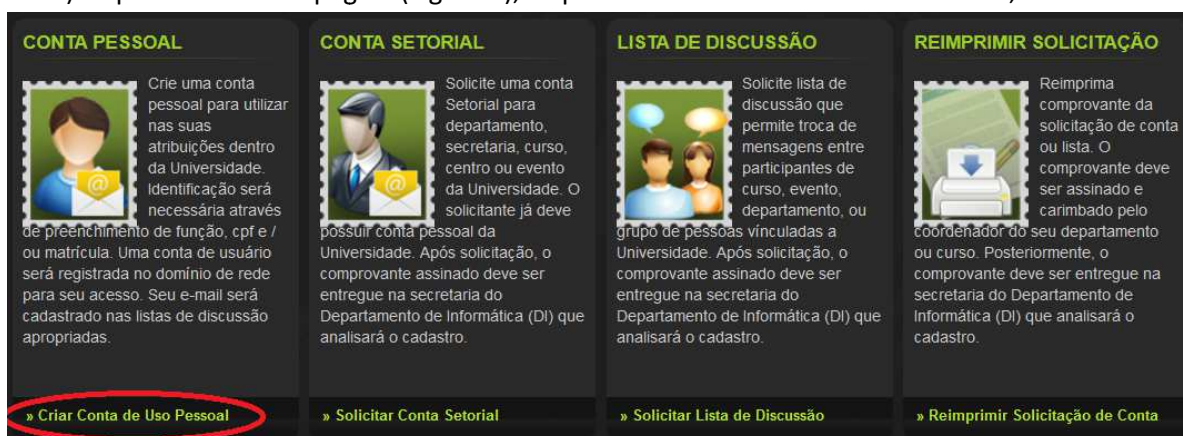 CONTA PESSOAL
Crie uma conta
pessoal para utilizar
nas suas
atribuições dentro
da Universidade.
Identificação será
necessária através
de preenchimento de função, cpf e /
ou matrícula. Uma conta de usuário
será registrada no domínio de rede
para seu acesso. Seu e-mail será
cadastrado nas listas de discussão
apropriadas.
» Criar Conta de Uso Pessoal
CONTA SETORIAL
Solicite uma conta
Setorial para
departamento,
secretaria, curso,
centro ou evento
da Universidade. O
solicitante já deve
possuir conta pessoal da
Universidade. Após solicitação, o
comprovante assinado deve ser
entregue na secretaria do
Departamento de Informática (DI) que
analisará o cadastro.
» Solicitar Conta Setorial
LISTA DE DISCUSSÃO
Solicite lista de
discussão que
permite troca de
mensagens entre
participantes de
curso, evento,
departamento, ou
grupo de pessoas vínculadas a
Universidade. Após solicitação, o
comprovante assinado deve ser
entregue na secretaria do
Departamento de Informática (DI) que
analisará o cadastro.
» Solicitar Lista de Discussão
REIMPRIMIR SOLICITAÇÃO
Reimprima
comprovante da
solicitação de conta
ou lista. O
comprovante deve
ser assinado e
carimbado pelo
coordenador do seu departamento
ou curso. Posteriormente, o
comprovante deve ser entregue na
secretaria do Departamento de
Informática (DI) que analisará o
cadastro.
» Reimprimir Solicitação de Conta